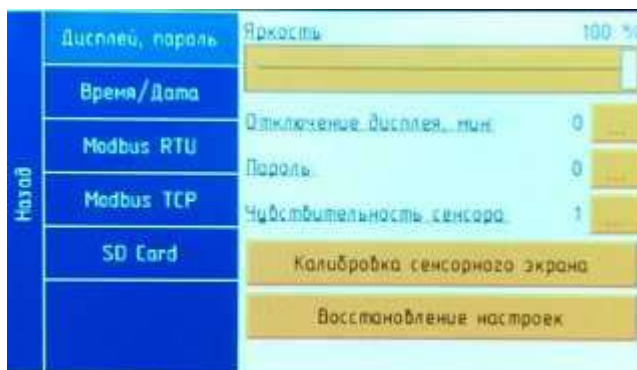 Назад
Дисплей, пароль
Время/Дата
Modbus RTU
Modbus TCP
SD Card
Яркость 100 %
Отключение дисплея, мин: 0 ...
Пароль: 0 ...
Чувствительность сенсора: 1 ...
Калибровка сенсорного экрана
Восстановление настроек